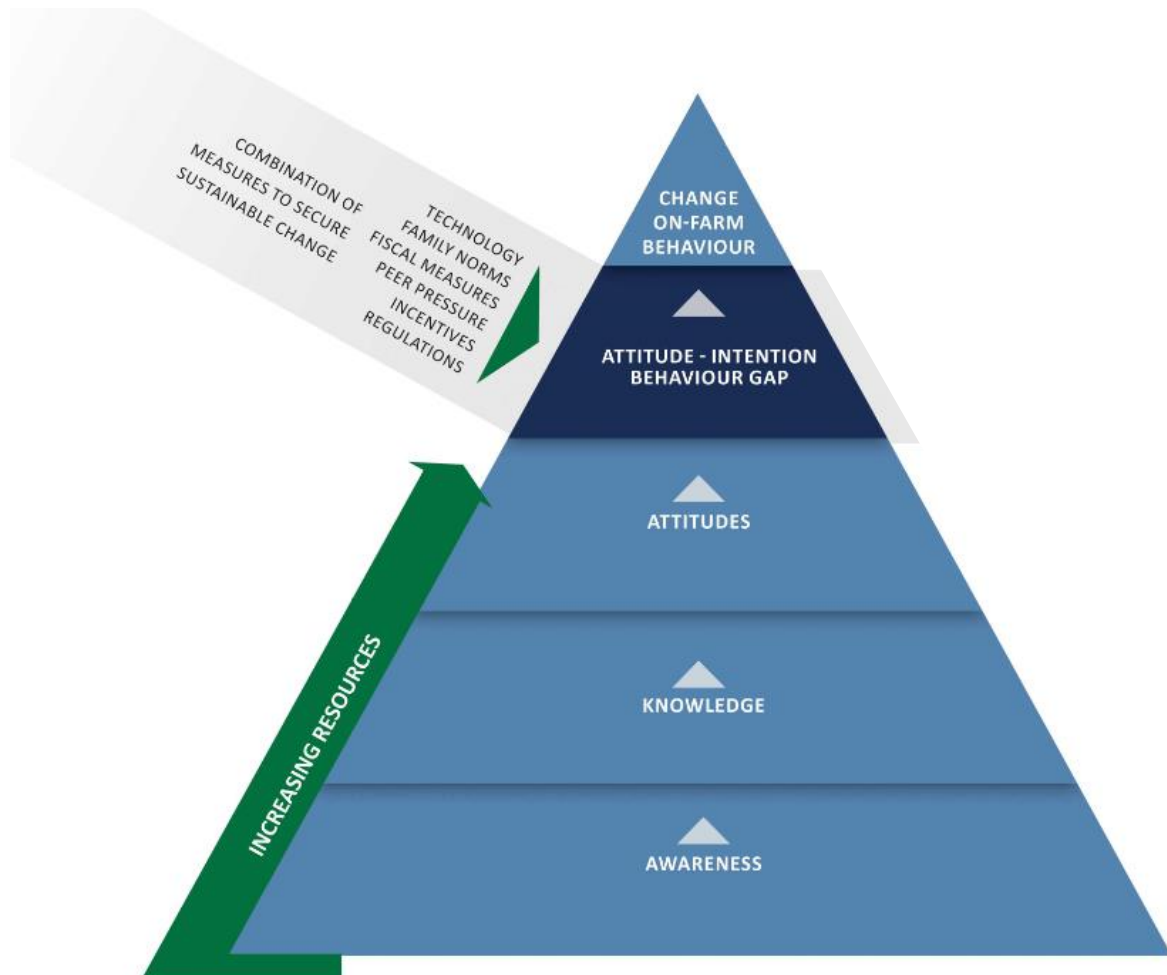 COMBINATION OF
MEASURES TO SECURE
SUSTAINABLE CHANGE
TECHNOLOGY
FAMILY NORMS
FISCAL MEASURES
PEER PRESSURE
INCENTIVES
REGULATIONS
CHANGE
ON-FARM
BEHAVIOUR
ATTITUDE - INTENTION
BEHAVIOUR GAP
ATTITUDES
KNOWLEDGE
AWARENESS
INCREASING RESOURCES